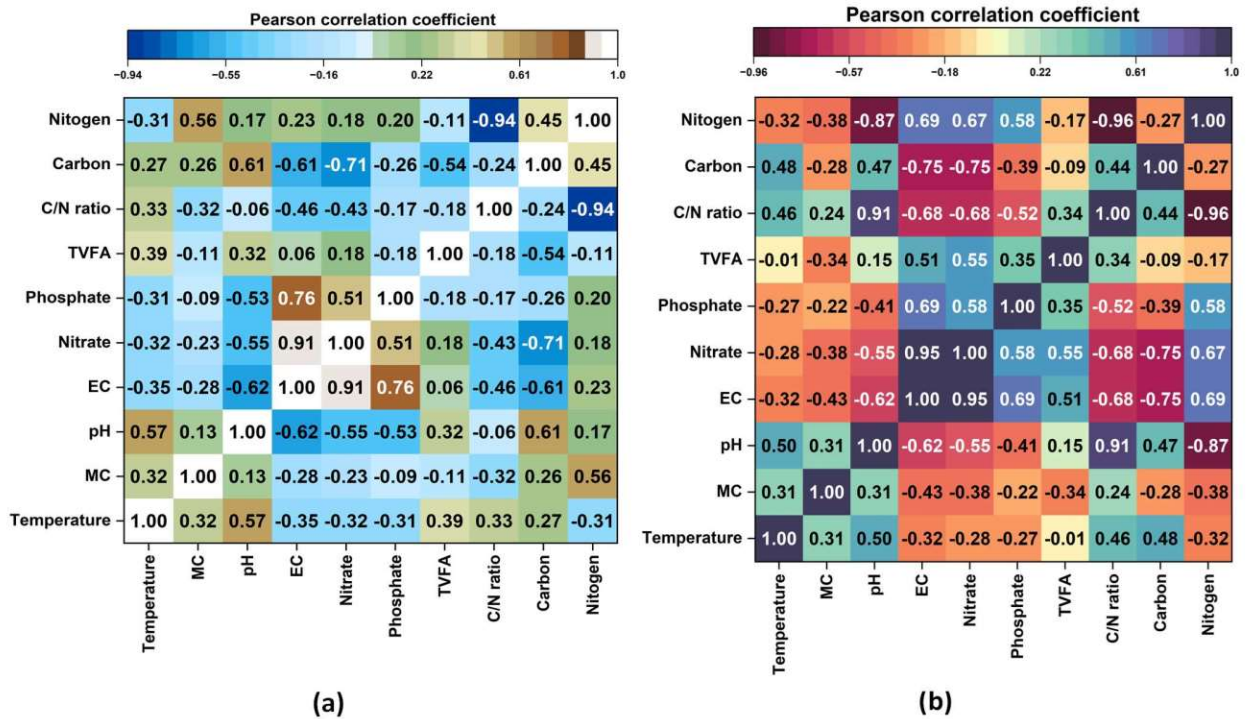 Pearson correlation coefficient
−0.94 −0.55 −0.16 0.22 0.61 1.0
Nitogen -0.31 0.56 0.17 0.23 0.18 0.20 -0.11 -0.94 0.45 1.00
Carbon 0.27 0.26 0.61 -0.61 -0.71 -0.26 -0.54 -0.24 1.00 0.45
C/N ratio 0.33 -0.32 -0.06 -0.46 -0.43 -0.17 -0.18 1.00 -0.24 -0.94
TVFA 0.39 -0.11 0.32 0.06 0.18 -0.18 1.00 -0.18 -0.54 -0.11
Phosphate -0.31 -0.09 -0.53 0.76 0.51 1.00 -0.18 -0.17 -0.26 0.20
Nitrate -0.32 -0.23 -0.55 0.91 1.00 0.51 0.18 -0.43 -0.71 0.18
EC -0.35 -0.28 -0.62 1.00 0.91 0.76 0.06 -0.46 -0.61 0.23
pH 0.57 0.13 1.00 -0.62 -0.55 -0.53 0.32 -0.06 0.61 0.17
MC 0.32 1.00 0.13 -0.28 -0.23 -0.09 -0.11 -0.32 0.26 0.56
Temperature 1.00 0.32 0.57 -0.35 -0.32 -0.31 0.39 0.33 0.27 -0.31
Temperature MC pH EC Nitrate Phosphate TVFA C/N ratio Carbon Nitogen
(a)
Pearson correlation coefficient
−0.96 −0.57 −0.18 0.22 0.61 1.0
Nitogen -0.32 -0.38 -0.87 0.69 0.67 0.58 -0.17 -0.96 -0.27 1.00
Carbon 0.48 -0.28 0.47 -0.75 -0.75 -0.39 -0.09 0.44 1.00 -0.27
C/N ratio 0.46 0.24 0.91 -0.68 -0.68 -0.52 0.34 1.00 0.44 -0.96
TVFA -0.01 -0.34 0.15 0.51 0.55 0.35 1.00 0.34 -0.09 -0.17
Phosphate -0.27 -0.22 -0.41 0.69 0.58 1.00 0.35 -0.52 -0.39 0.58
Nitrate -0.28 -0.38 -0.55 0.95 1.00 0.58 0.55 -0.68 -0.75 0.67
EC -0.32 -0.43 -0.62 1.00 0.95 0.69 0.51 -0.68 -0.75 0.69
pH 0.50 0.31 1.00 -0.62 -0.55 -0.41 0.15 0.91 0.47 -0.87
MC 0.31 1.00 0.31 -0.43 -0.38 -0.22 -0.34 0.24 -0.28 -0.38
Temperature 1.00 0.31 0.50 -0.32 -0.28 -0.27 -0.01 0.46 0.48 -0.32
Temperature MC pH EC Nitrate Phosphate TVFA C/N ratio Carbon Nitogen
(b)